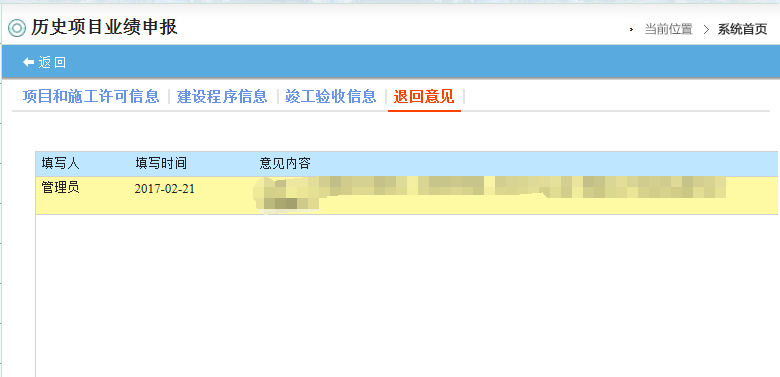 历史项目业绩申报
当前位置 > 系统首页
返回
项目和施工许可信息 | 建设程序信息 | 竣工验收信息 | 退回意见 |
填写人 填写时间 意见内容
管理员 2017-02-21